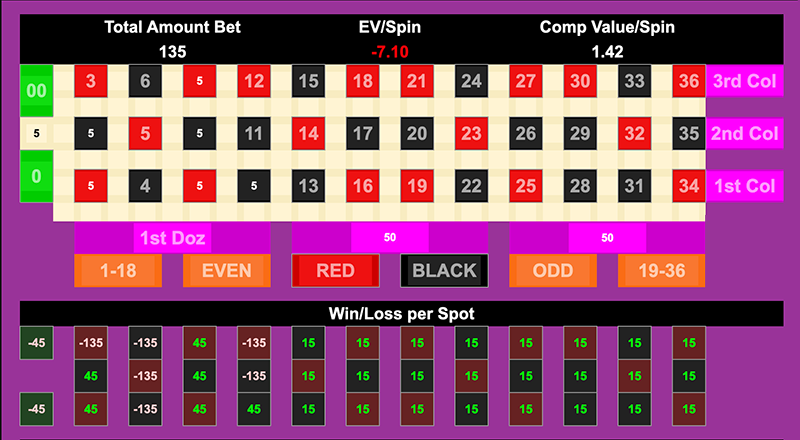 Total Amount Bet EV/Spin Comp Value/Spin
135 -7.10 1.42
00 3 6 5 12 15 18 21 24 27 30 33 36 3rd Col
5 5 5 5 11 14 17 20 23 26 29 32 35 2nd Col
0 5 4 5 5 13 16 19 22 25 28 31 34 1st Col
1st Doz 50 50
1-18 EVEN RED BLACK ODD 19-36
Win/Loss per Spot
-45 -135 -135 45 -135 15 15 15 15 15 15 15 15
45 -135 45 -135 15 15 15 15 15 15 15 15
-45 45 -135 45 45 15 15 15 15 15 15 15 15